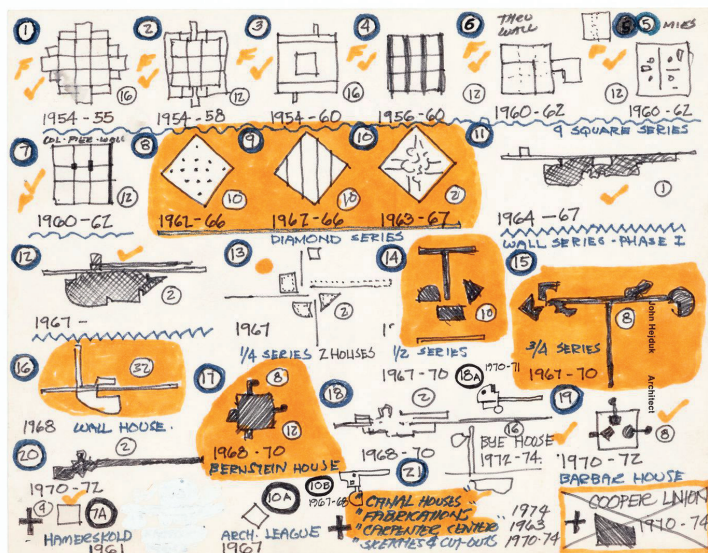 1 2 3 4 6 THRU WALL 5 5 MIES
16 12 16 12 12
1954-55 1954-58 1954-60 1956-60 1960-62 1960-62
9 SQUARE SERIES
7 COL-PIER-WALL 8 9 10 11
12 10 10 2 1
1960-62 1962-66 1967-66 1963-67 1964-67
DIAMOND SERIES WALL SERIES-PHASE I
12 13 14 15
2 2 10 8
1967- 1967
1/4 SERIES 2 HOUSES 1/2 SERIES 3/4 SERIES
1967-70 1967-70
John Hejduk Architect
16 17 18 18A 1970-71 19
32 8 12 2 16 8
1968 WALL HOUSE.
1968-70 1968-70 BYE HOUSE 1972-74. 1970-72
BERNSTEIN HOUSE BARBAR HOUSE
20 2
1970-72
4 7A
HAMERSKOLD
1961
10A
ARCH. LEAGUE
1967
10B 1967-68
21
"CANAL HOUSES"
"FABRICATIONS" 1974
"CARPENTER CENTER" 1963
"SKETCHES & CUT-OUTS 1970-74
COOPER UNION
1970-74